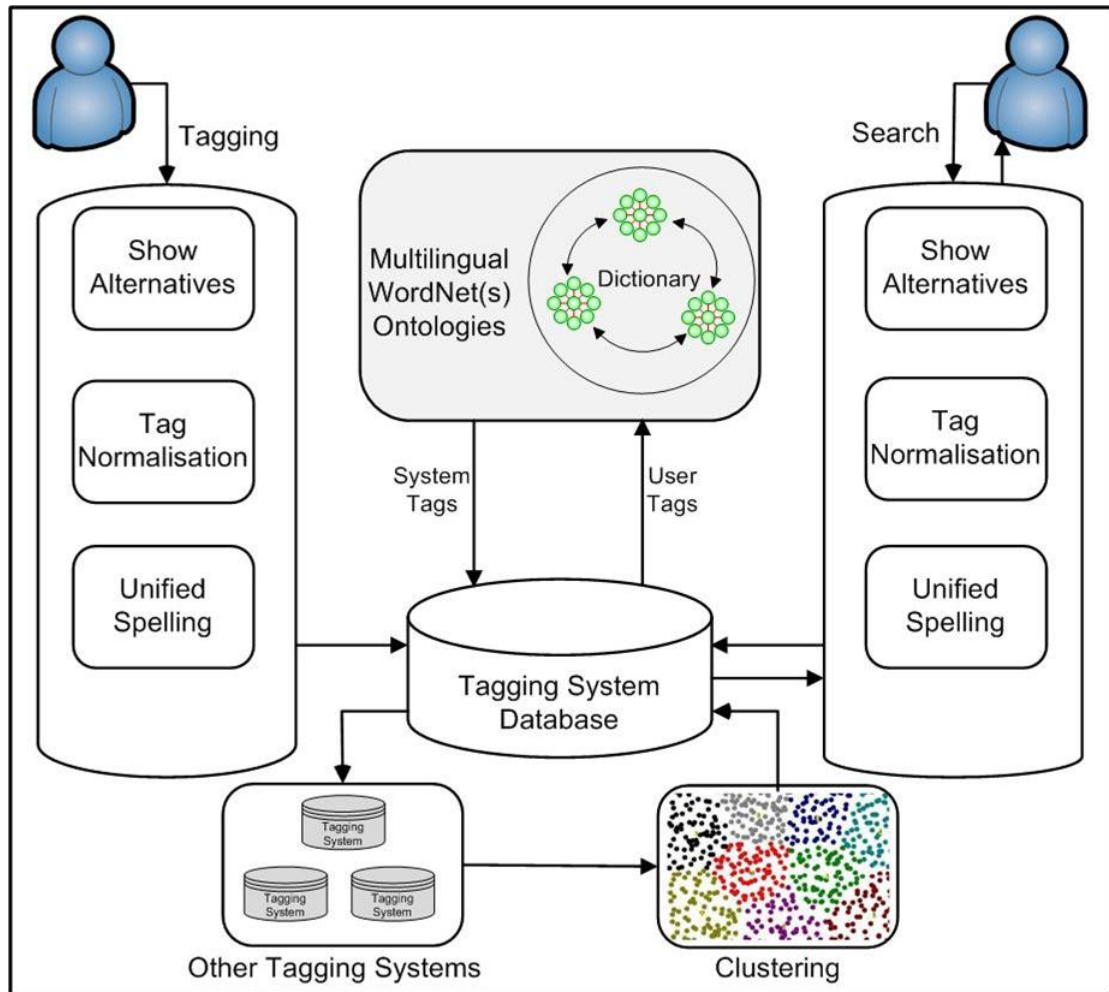 Tagging
Search
Show
Alternatives
Tag
Normalisation
Unified
Spelling
Multilingual
WordNet(s)
Ontologies
Dictionary
Show
Alternatives
Tag
Normalisation
Unified
Spelling
System
Tags
User
Tags
Tagging System
Database
Tagging
System
Tagging
System
Tagging
System
Other Tagging Systems
Clustering